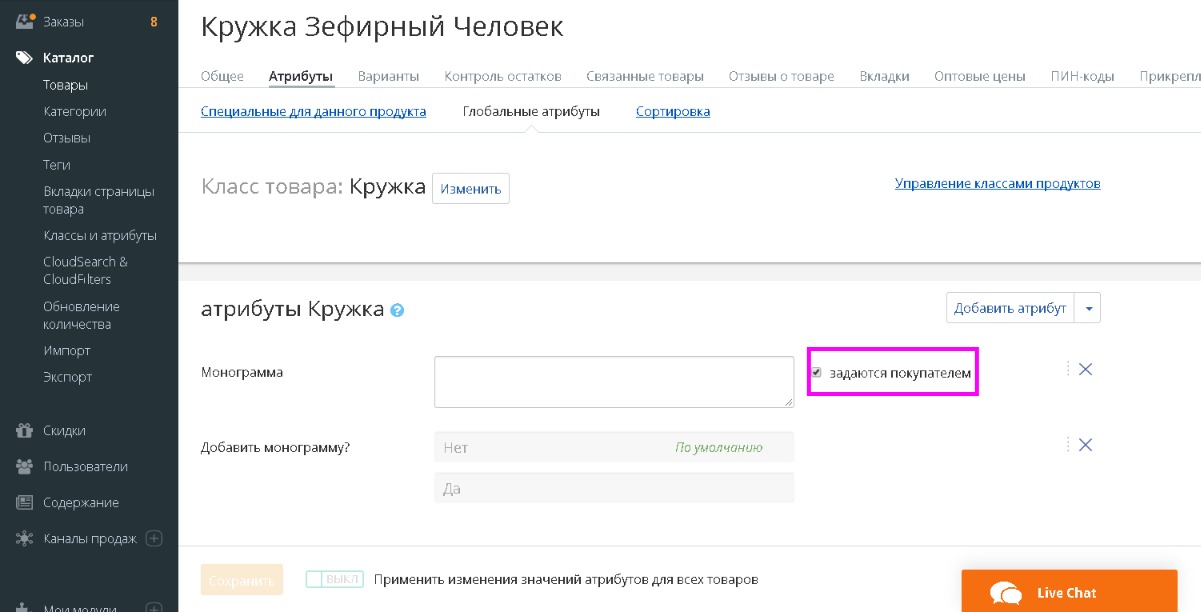 Заказы 8
Каталог
Товары
Категории
Отзывы
Теги
Вкладки страницы
товара
Классы и атрибуты
CloudSearch &
CloudFilters
Обновление
количества
Импорт
Экспорт
Скидки
Пользователи
Содержание
Каналы продаж
Мои модули
Кружка Зефирный Человек
Общее Атрибуты Варианты Контроль остатков Связанные товары Отзывы о товаре Вкладки Оптовые цены ПИН-коды Прикрепл
Специальные для данного продукта Глобальные атрибуты Сортировка
Класс товара: Кружка Изменить Управление классами продуктов
атрибуты Кружка ? Добавить атрибут
Монограмма задаются покупателем
Добавить монограмму? Нет По умолчанию
Да
Сохранить ВЫКЛ Применить изменения значений атрибутов для всех товаров
Live Chat